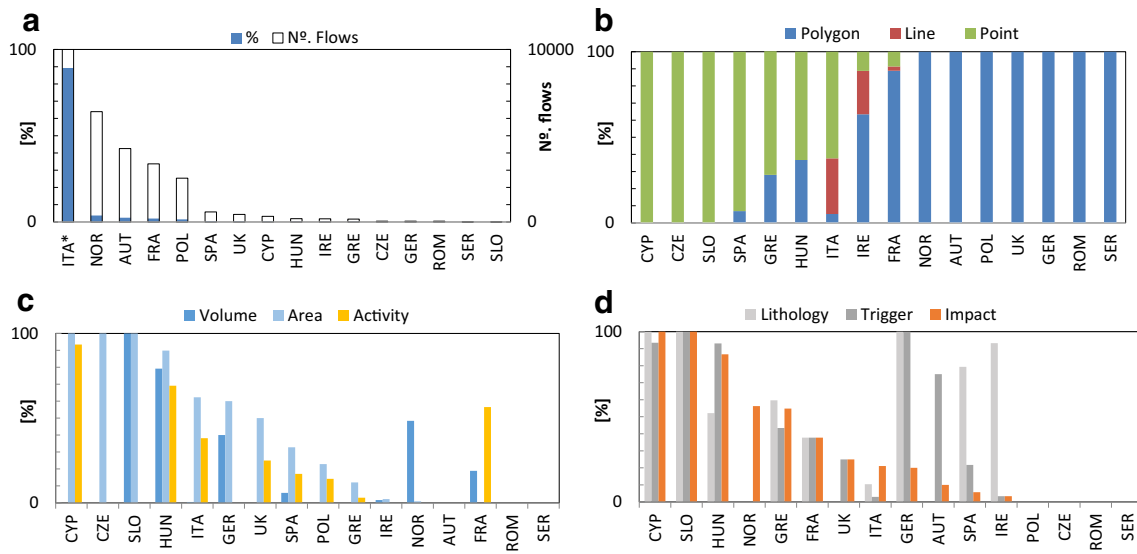 a
% Nº. Flows
100
0
[%]
10000
0
Nº. flows
ITA* NOR AUT FRA POL SPA UK CYP HUN IRE GRE CZE GER ROM SER SLO
b
Polygon Line Point
100
0
[%]
CYP CZE SLO SPA GRE HUN ITA IRE FRA NOR AUT POL UK GER ROM SER
c
Volume Area Activity
100
0
[%]
CYP CZE SLO HUN ITA GER UK SPA POL GRE IRE NOR AUT FRA ROM SER
d
Lithology Trigger Impact
100
0
[%]
CYP SLO HUN NOR GRE FRA UK ITA GER AUT SPA IRE POL CZE ROM SER